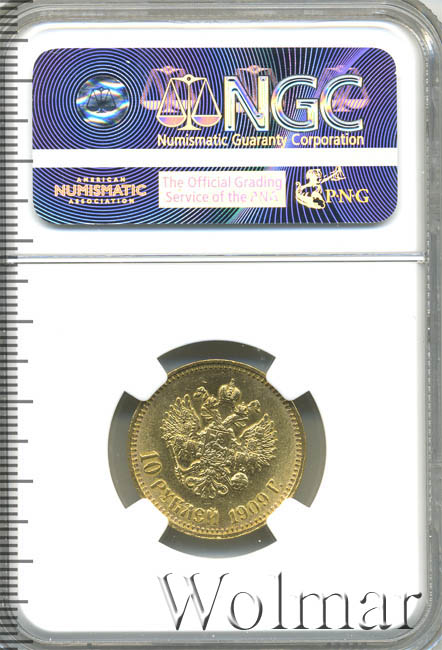 NGC
Numismatic Guaranty Corporation
AMERICAN
NUMISMATIC
ASSOCIATION
The Official Grading
Service of the PNG
PNG
10 РУБЛЕЙ 1909 Г.
Wolmar